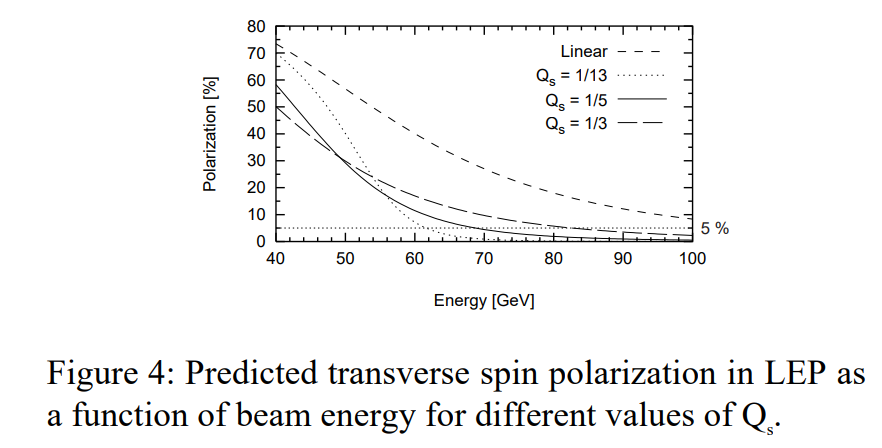 80
70
60
50
40
30
20
10
0
Polarization [%]
Linear
Qs = 1/13
Qs = 1/5
Qs = 1/3
5 %
40 50 60 70 80 90 100
Energy [GeV]
Figure 4: Predicted transverse spin polarization in LEP as
a function of beam energy for different values of Qs.